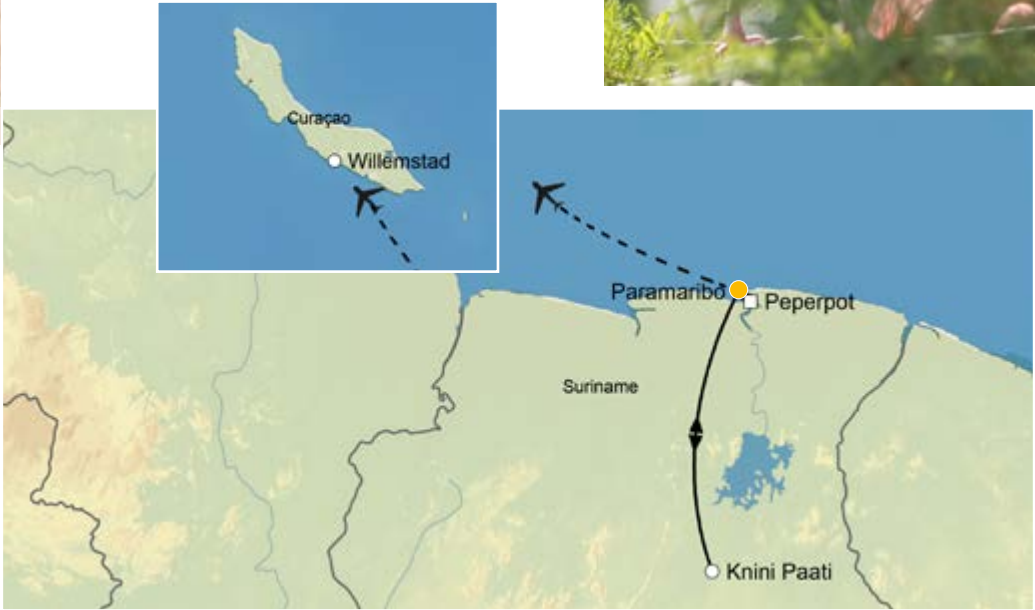 Curaçao
Willemstad
Paramaribo
Peperpot
Suriname
Knini Paati